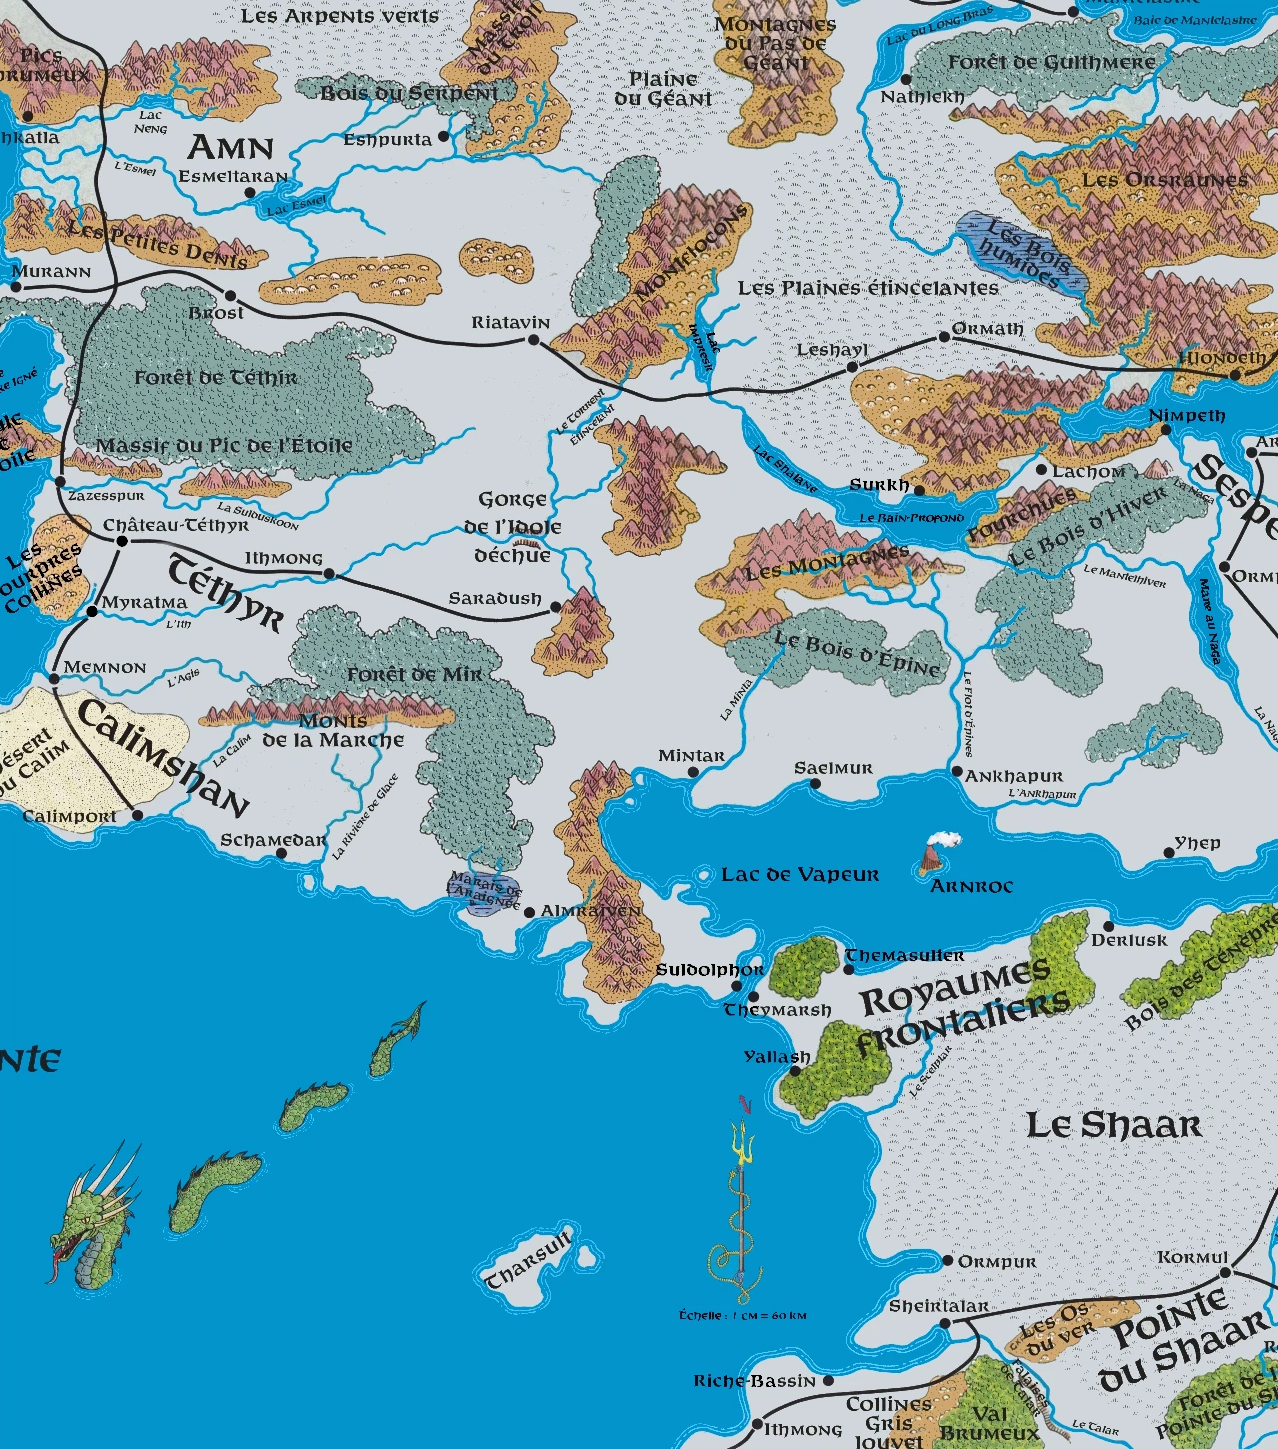 Les Arpents verts
Massif
du Croi
Montagnes
du Pas de
Géant
Lac du Long Bras
Baie de Mantelastre
Pics
brumeux
Bois du Serpent
Plaine
du Géant
Forêt de Gulthmere
Nathlekh
hkatla
Lac
Neng
Amn
Eshpurta
L'Esmel
Esmeltaran
Lac Esmel
Les Orsraunes
Les Petites Dents
Montelocons
Les Bois
humides
Murann
Brost
Riatavin
Les Plaines étincelantes
Lac
Impresk
Leshayl
Ormath
Hlondeth
Forêt de Téthir
Le Torrent
Étincelant
Nimpeth
Massif du Pic de l'Étoile
Zazesspur
La Sulduskoon
Gorge
de l'Idole
déchue
Lac Shalane
Surkh
Lachom
Le Bain-Profond
Fourchues
Le Bois d'Hiver
La Naga
Sespe
Château-Téthyr
Ithmong
Téthyr
Les
ourpres
Collines
Les Montagnes
Le Mantelhiver
Orm
Myratma
L'Ith
Saradush
Mare au Naga
Le Bois d'Épine
Memnon
L'Agis
Forêt de Mir
Monts
de la Marche
Calimshan
La Calim
ésert
du Calim
La Minta
Le Flot d'Épines
Mintar
Saelmur
Ankhapur
L'Ankhapur
Calimport
Schamedar
La Rivière de Glace
Yhep
Lac de Vapeur
Arnroc
Marais de
l'Araignée
Almraiven
Derlusk
Suldolphor
Themasulter
Theymarsh
Royaumes
frontaliers
Bois des Ténèbre
Yallash
Le Scelptar
nte
Le Shaar
Tharsult
Échelle : 1 cm = 60 km
Ormpur
Kormul
Sheirtalar
Les Os
du ver
Pointe
du Shaar
Riche-Bassin
Falaises
Ithmong
Collines
Gris
louvet
Val
Brumeux
Le Talar
Forêt de l
Pointe du S